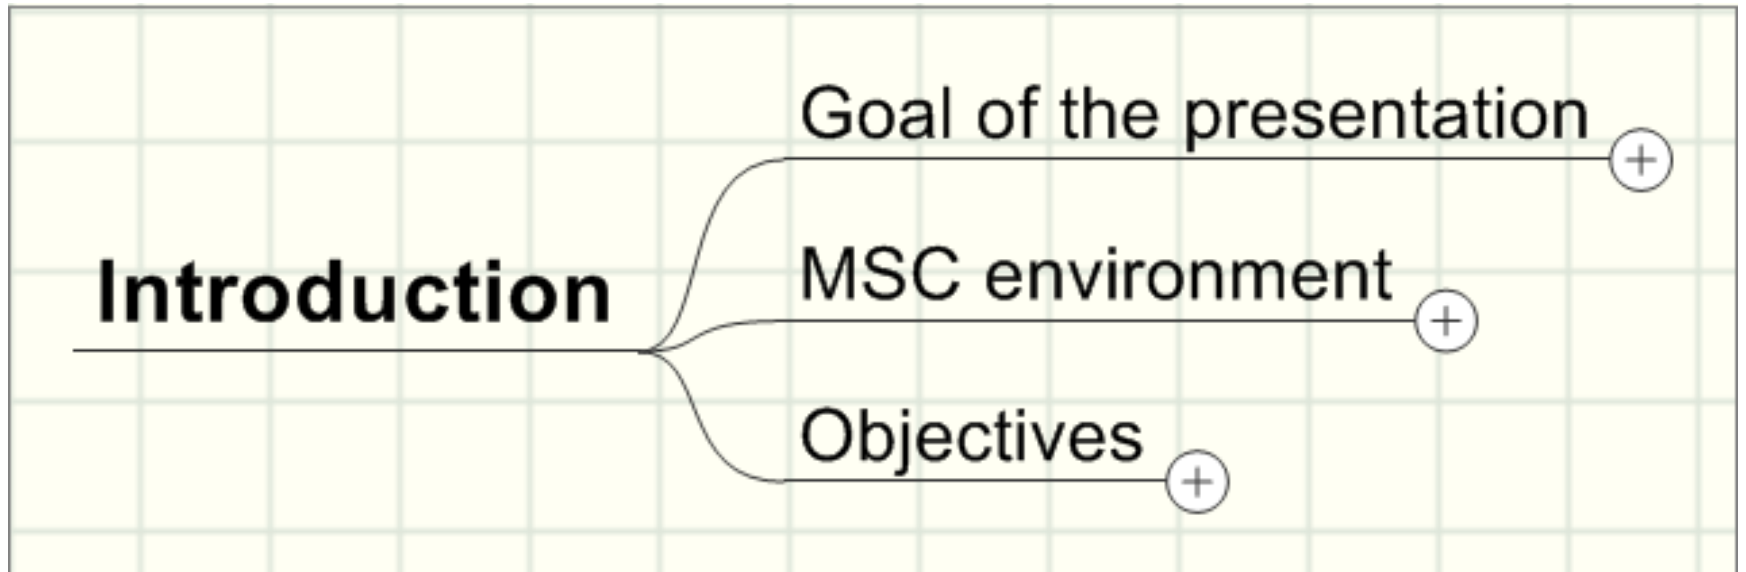 Goal of the presentation
Introduction
MSC environment
Objectives